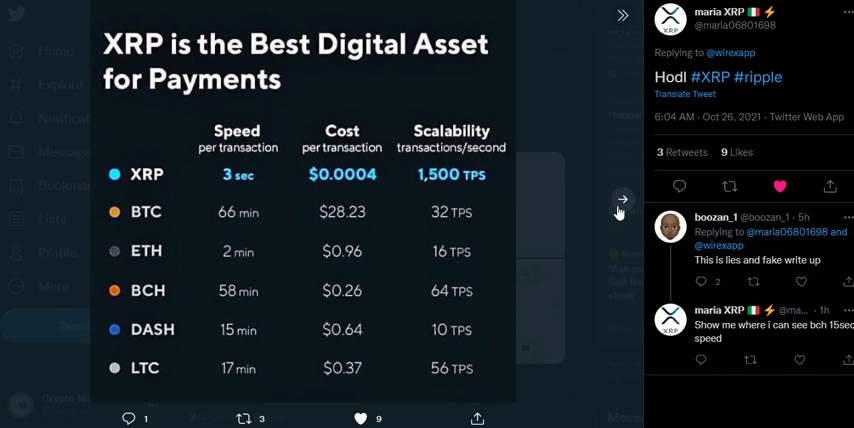 XRP is the Best Digital Asset
for Payments
Speed Cost Scalability
per transaction per transaction transactions/second
XRP 3 sec $0.0004 1,500 TPS
BTC 66 min $28.23 32 TPS
ETH 2 min $0.96 16 TPS
BCH 58 min $0.26 64 TPS
DASH 15 min $0.64 10 TPS
LTC 17 min $0.37 56 TPS
1 3 9
Home
Explore
Lists
Profile
More
maria XRP 🇮🇹 ⚡
@maria06801698
XRP
Replying to @wirexapp
Hodl #XRP #ripple
Translate Tweet
6:04 AM · Oct 26, 2021 · Twitter Web App
3 Retweets 9 Likes
boozan_1 @boozan_1 · 5h
Replying to @maria06801698 and
@wirexapp
This is lies and fake write up
2
maria XRP 🇮🇹 ⚡ @ma... · 1h
XRP
Show me where i can see bch 15sec
speed